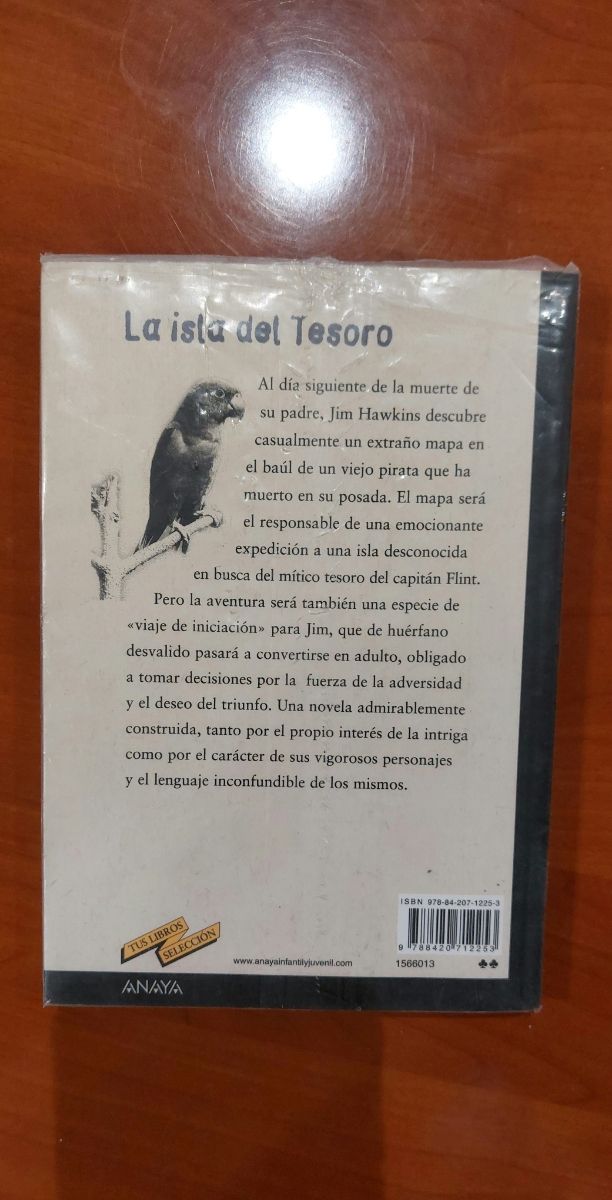 La isla del Tesoro
Al día siguiente de la muerte de
su padre, Jim Hawkins descubre
casualmente un extraño mapa en
el baúl de un viejo pirata que ha
muerto en su posada. El mapa será
el responsable de una emocionante
expedición a una isla desconocida
en busca del mítico tesoro del capitán Flint.
Pero la aventura será también una especie de
«viaje de iniciación» para Jim, que de huérfano
desvalido pasará a convertirse en adulto, obligado
a tomar decisiones por la fuerza de la adversidad
y el deseo del triunfo. Una novela admirablemente
construida, tanto por el propio interés de la intriga
como por el carácter de sus vigorosos personajes
y el lenguaje inconfundible de los mismos.
ISBN 978-84-207-1225-3
9 788420 712253
TUS LIBROS
SELECCIÓN
www.anayainfantilyjuvenil.com
1566013
ANAYA